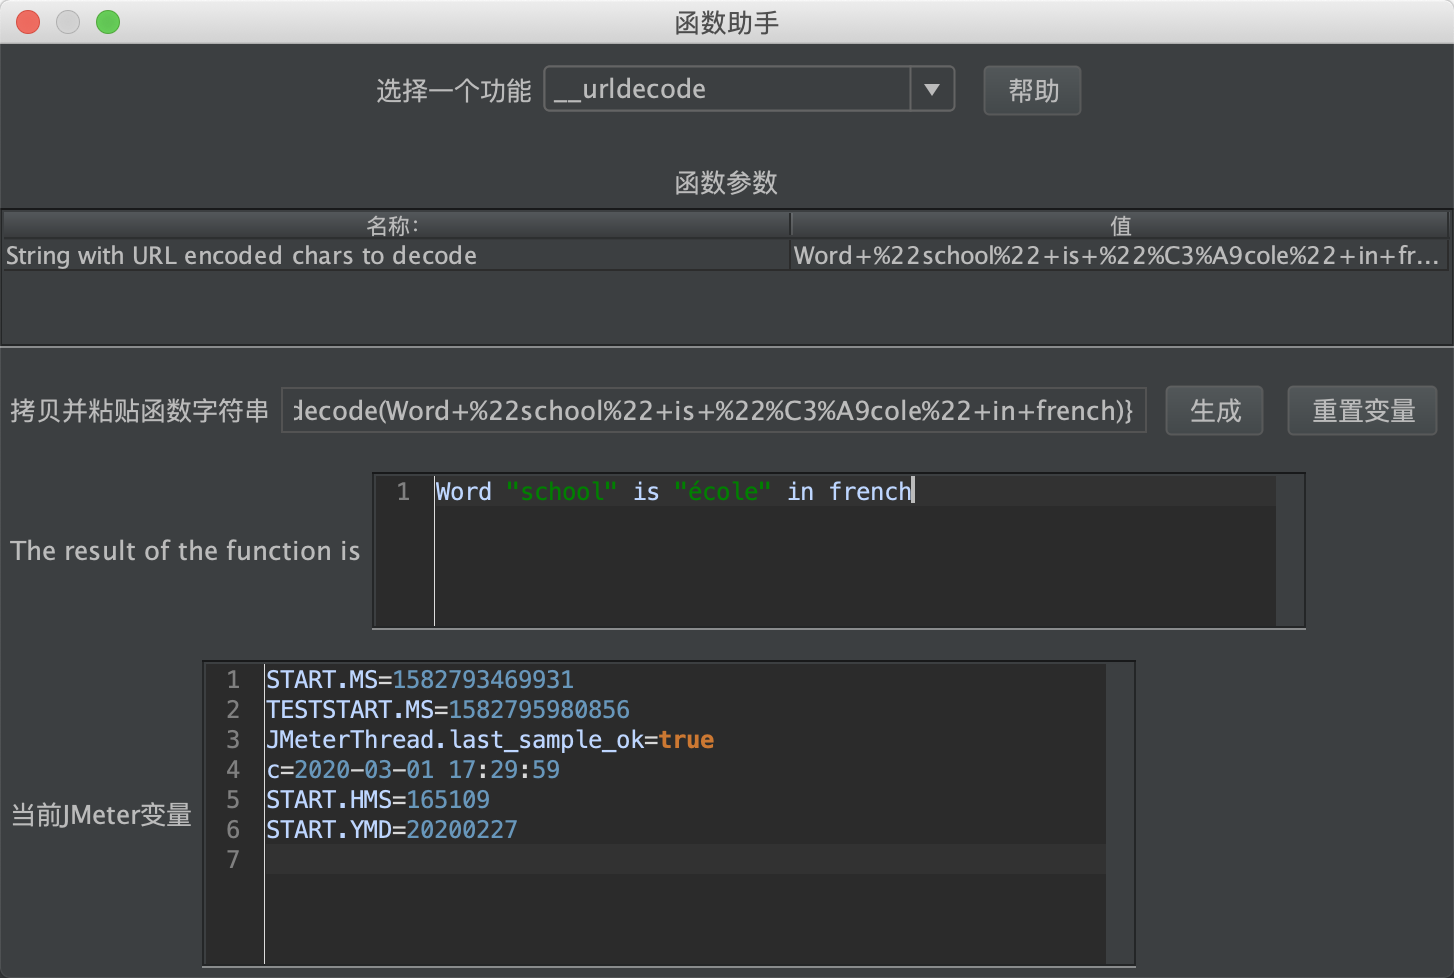 函数助手
选择一个功能 __urldecode 帮助
函数参数
名称: 值
String with URL encoded chars to decode Word+%22school%22+is+%22%C3%A9cole%22+in+fr...
拷贝并粘贴函数字符串 decode(Word+%22school%22+is+%22%C3%A9cole%22+in+french)} 生成 重置变量
1 Word "school" is "école" in french
The result of the function is
1 START.MS=1582793469931
2 TESTSTART.MS=1582795980856
3 JMeterThread.last_sample_ok=true
4 c=2020-03-01 17:29:59
5 START.HMS=165109
当前JMeter变量
6 START.YMD=20200227
7